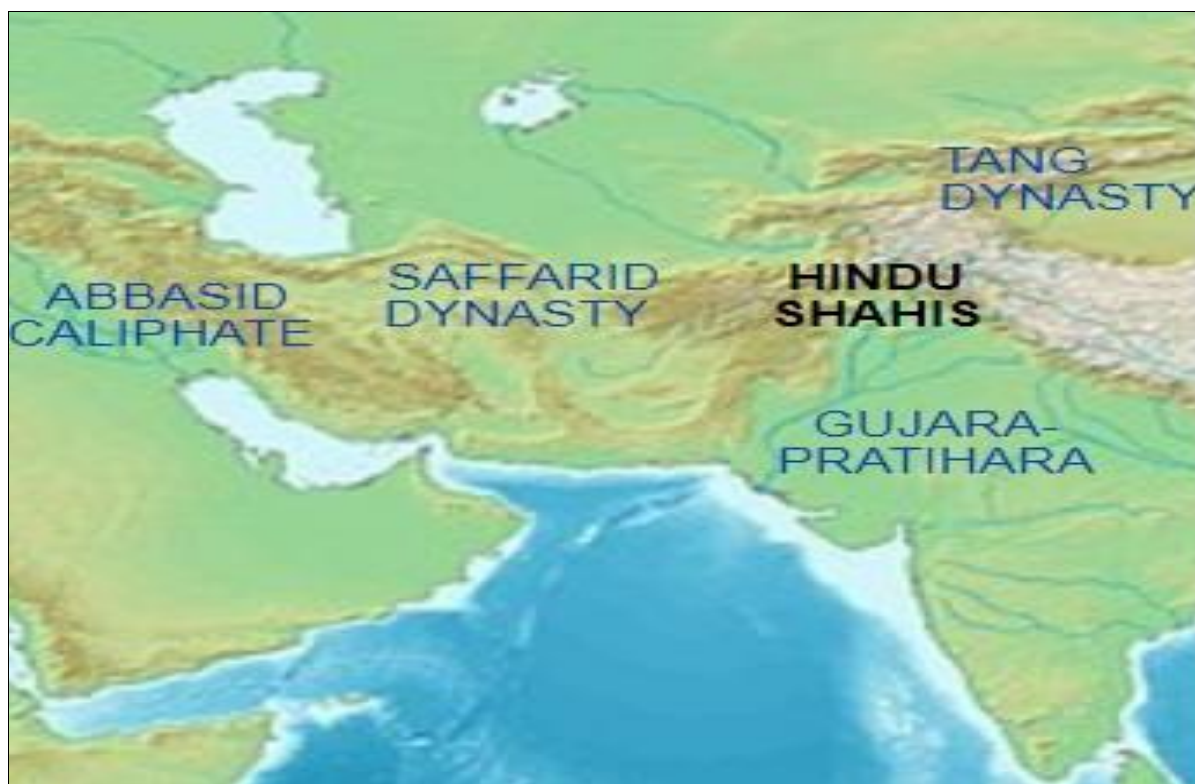 TANG
DYNASTY
HINDU
SHAHIS
SAFFARID
DYNASTY
ABBASID
CALIPHATE
GUJARA-
PRATIHARA